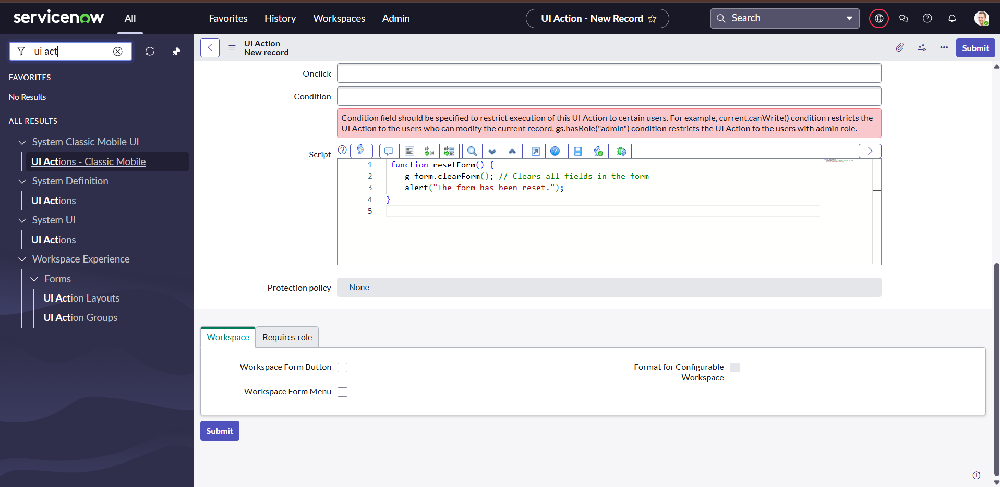 servicenow
All
Favorites
History
Workspaces
Admin
UI Action - New Record
Search
ui act
FAVORITES
No Results
ALL RESULTS
System Classic Mobile UI
UI Actions - Classic Mobile
System Definition
UI Actions
System UI
UI Actions
Workspace Experience
Forms
UI Action Layouts
UI Action Groups
UI Action
New record
Submit
Onclick
Condition
Condition field should be specified to restrict execution of this UI Action to certain users. For example, current.canWrite() condition restricts the
UI Action to the users who can modify the current record, gs.hasRole("admin") condition restricts the UI Action to the users with admin role.
Script
1 function resetForm() {
2 g_form.clearForm(); // Clears all fields in the form
3 alert("The form has been reset.");
4 }
5
Protection policy
-- None --
Workspace
Requires role
Workspace Form Button
Format for Configurable
Workspace
Workspace Form Menu
Submit